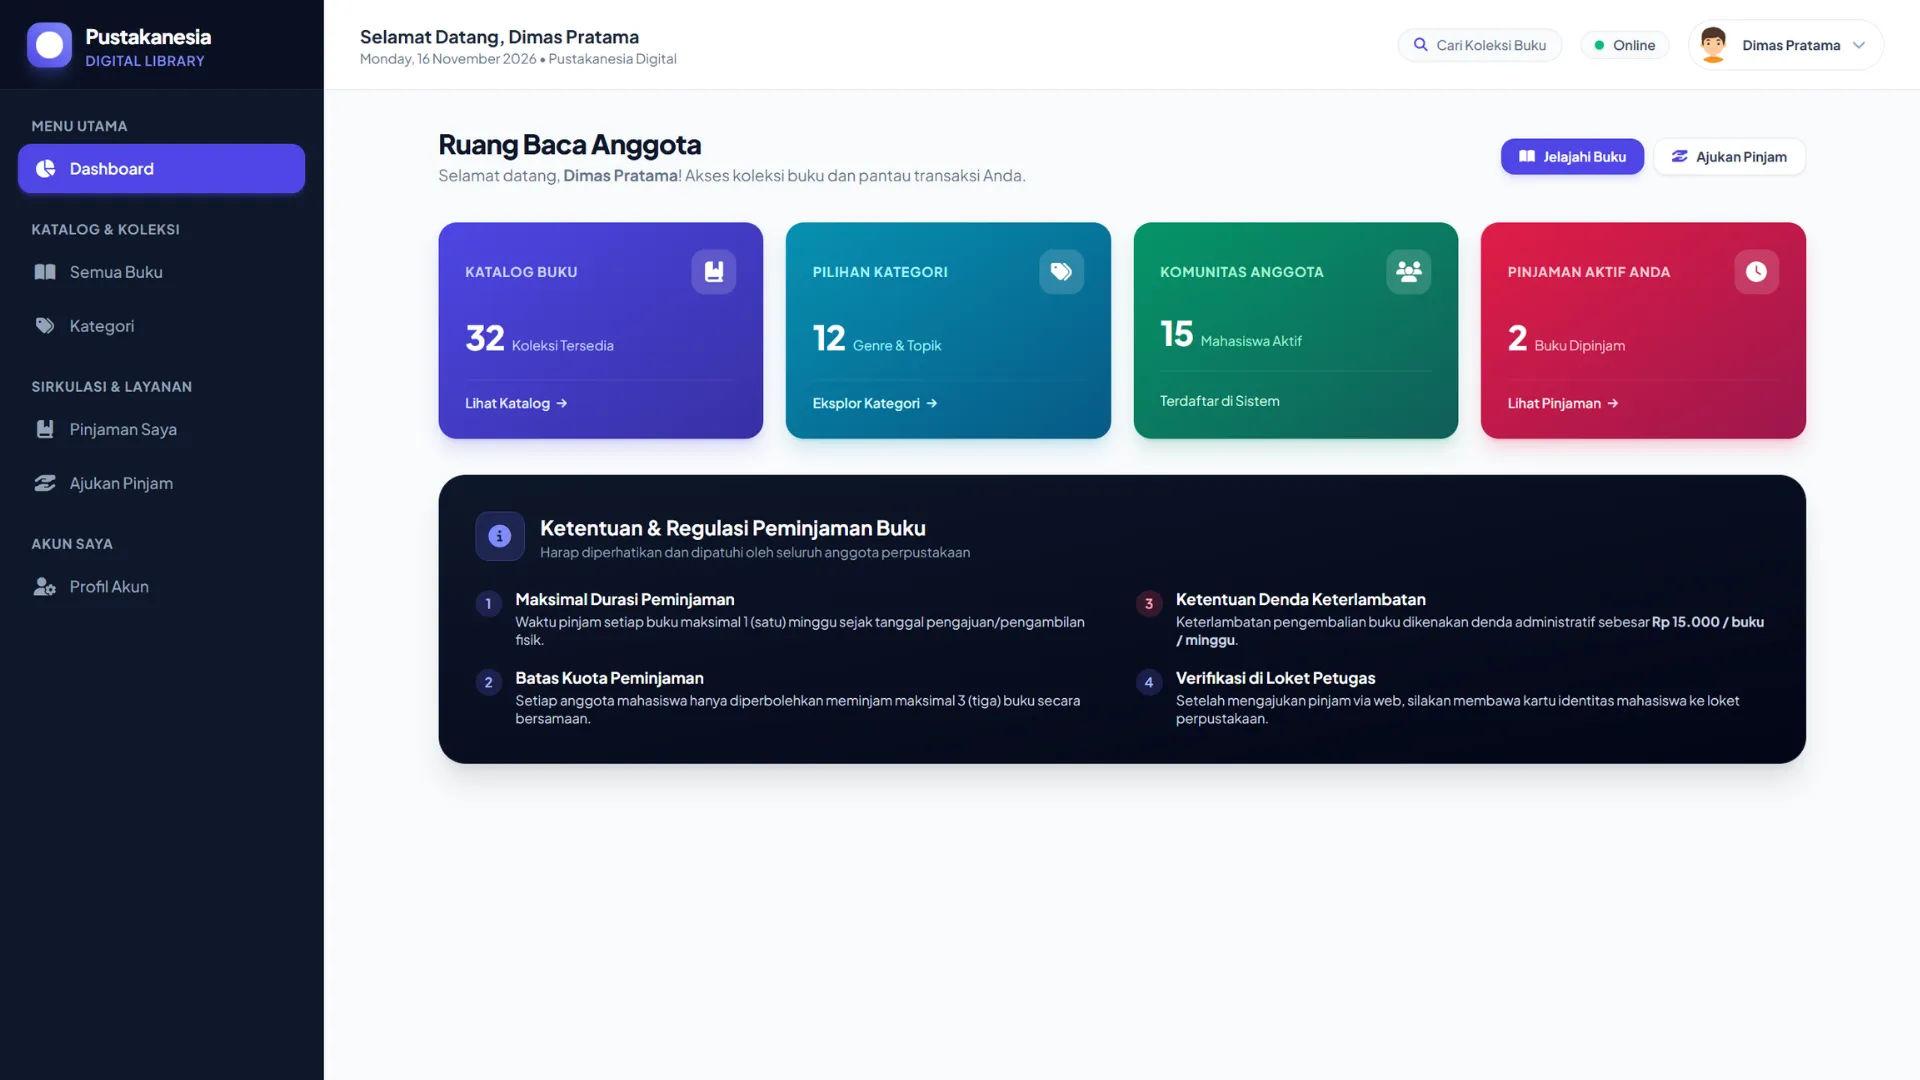 Pustakanesia
DIGITAL LIBRARY
MENU UTAMA
Dashboard
KATALOG & KOLEKSI
Semua Buku
Kategori
SIRKULASI & LAYANAN
Pinjaman Saya
Ajukan Pinjam
AKUN SAYA
Profil Akun
Selamat Datang, Dimas Pratama
Monday, 16 November 2026 • Pustakanesia Digital
Cari Koleksi Buku
Online
Dimas Pratama
Ruang Baca Anggota
Selamat datang, Dimas Pratama! Akses koleksi buku dan pantau transaksi Anda.
Jelajahi Buku
Ajukan Pinjam
KATALOG BUKU
32 Koleksi Tersedia
Lihat Katalog →
PILIHAN KATEGORI
12 Genre & Topik
Eksplor Kategori →
KOMUNITAS ANGGOTA
15 Mahasiswa Aktif
Terdaftar di Sistem
PINJAMAN AKTIF ANDA
2 Buku Dipinjam
Lihat Pinjaman →
Ketentuan & Regulasi Peminjaman Buku
Harap diperhatikan dan dipatuhi oleh seluruh anggota perpustakaan
1 Maksimal Durasi Peminjaman
Waktu pinjam setiap buku maksimal 1 (satu) minggu sejak tanggal pengajuan/pengambilan
fisik.
2 Batas Kuota Peminjaman
Setiap anggota mahasiswa hanya diperbolehkan meminjam maksimal 3 (tiga) buku secara
bersamaan.
3 Ketentuan Denda Keterlambatan
Keterlambatan pengembalian buku dikenakan denda administratif sebesar Rp 15.000 / buku
/ minggu.
4 Verifikasi di Loket Petugas
Setelah mengajukan pinjam via web, silakan membawa kartu identitas mahasiswa ke loket
perpustakaan.